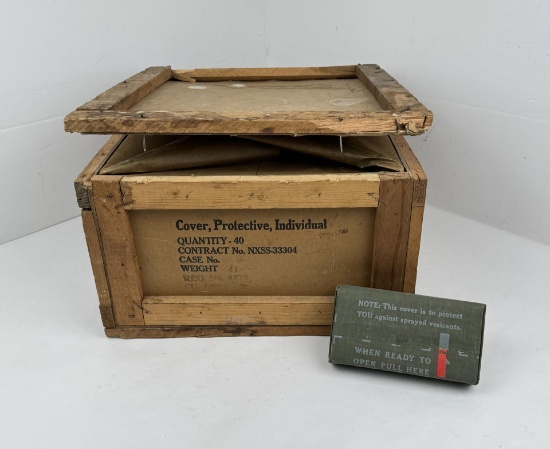 Cover, Protective, Individual
QUANTITY - 40
CONTRACT No. NXSS-33304
CASE No.
WEIGHT 41
NOTE: This cover is to protect
YOU against sprayed vesicants.
WHEN READY TO
OPEN PULL HERE